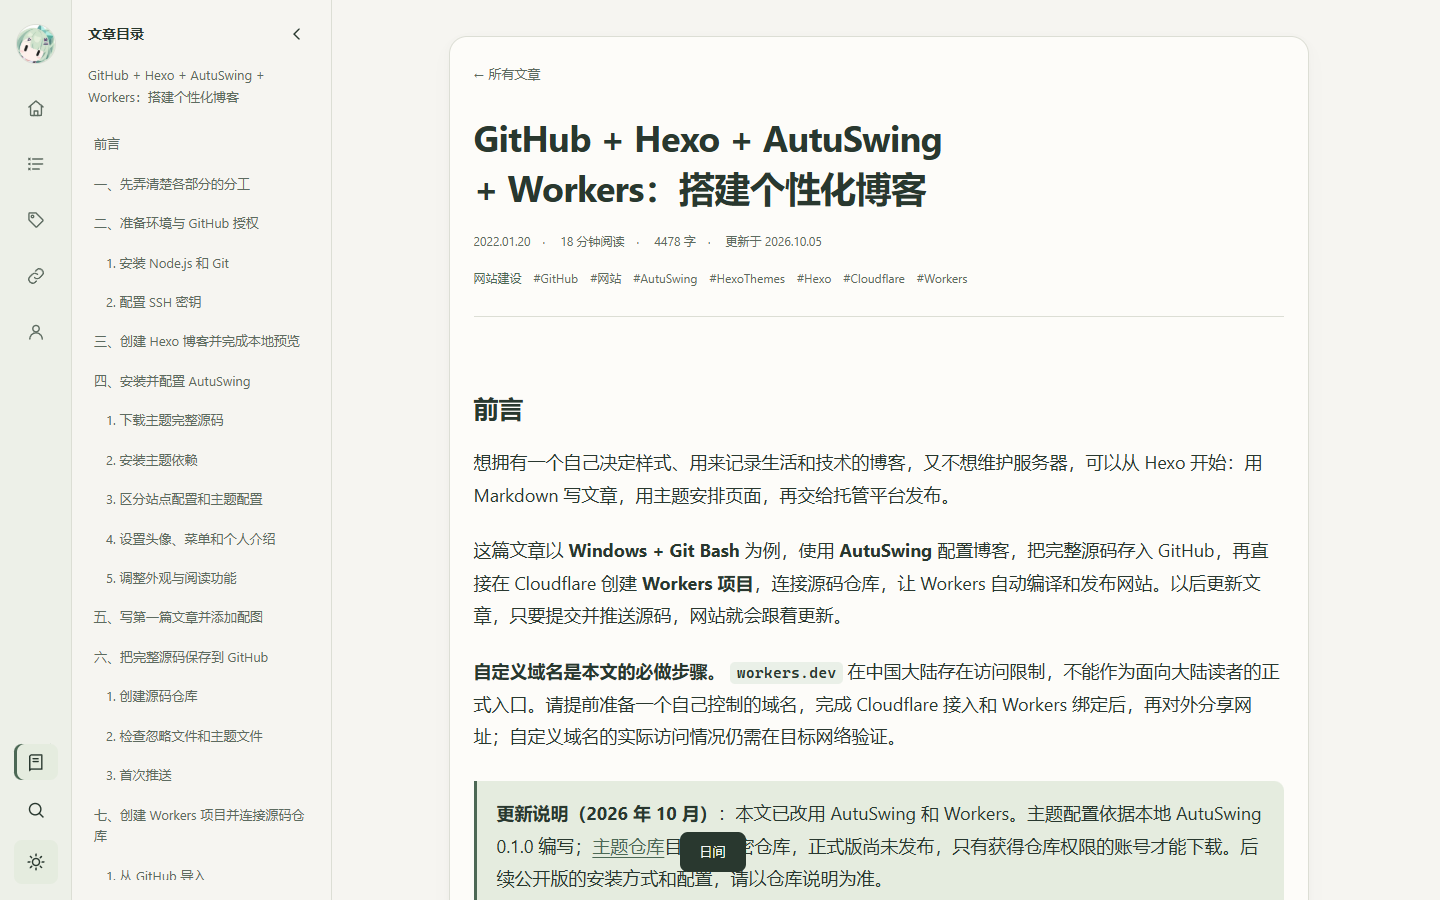 文章目录
GitHub + Hexo + AutuSwing +
Workers：搭建个性化博客
前言
一、先弄清楚各部分的分工
二、准备环境与 GitHub 授权
1. 安装 Node.js 和 Git
2. 配置 SSH 密钥
三、创建 Hexo 博客并完成本地预览
四、安装并配置 AutuSwing
1. 下载主题完整源码
2. 安装主题依赖
3. 区分站点配置和主题配置
4. 设置头像、菜单和个人介绍
5. 调整外观与阅读功能
五、写第一篇文章并添加配图
六、把完整源码保存到 GitHub
1. 创建源码仓库
2. 检查忽略文件和主题文件
3. 首次推送
七、创建 Workers 项目并连接源码仓
库
1. 从 GitHub 导入
← 所有文章
GitHub + Hexo + AutuSwing
+ Workers：搭建个性化博客
2022.01.20 · 18 分钟阅读 · 4478 字 · 更新于 2026.10.05
网站建设 #GitHub #网站 #AutuSwing #HexoThemes #Hexo #Cloudflare #Workers
前言
想拥有一个自己决定样式、用来记录生活和技术的博客，又不想维护服务器，可以从 Hexo 开始：用
Markdown 写文章，用主题安排页面，再交给托管平台发布。
这篇文章以 Windows + Git Bash 为例，使用 AutuSwing 配置博客，把完整源码存入 GitHub，再直
接在 Cloudflare 创建 Workers 项目，连接源码仓库，让 Workers 自动编译和发布网站。以后更新文
章，只要提交并推送源码，网站就会跟着更新。
自定义域名是本文的必做步骤。 workers.dev 在中国大陆存在访问限制，不能作为面向大陆读者的正
式入口。请提前准备一个自己控制的域名，完成 Cloudflare 接入和 Workers 绑定后，再对外分享网
址；自定义域名的实际访问情况仍需在目标网络验证。
更新说明（2026 年 10 月）：本文已改用 AutuSwing 和 Workers。主题配置依据本地 AutuSwing
0.1.0 编写；主题仓库目密仓库，正式版尚未发布，只有获得仓库权限的账号才能下载。后
续公开版的安装方式和配置，请以仓库说明为准。
日间